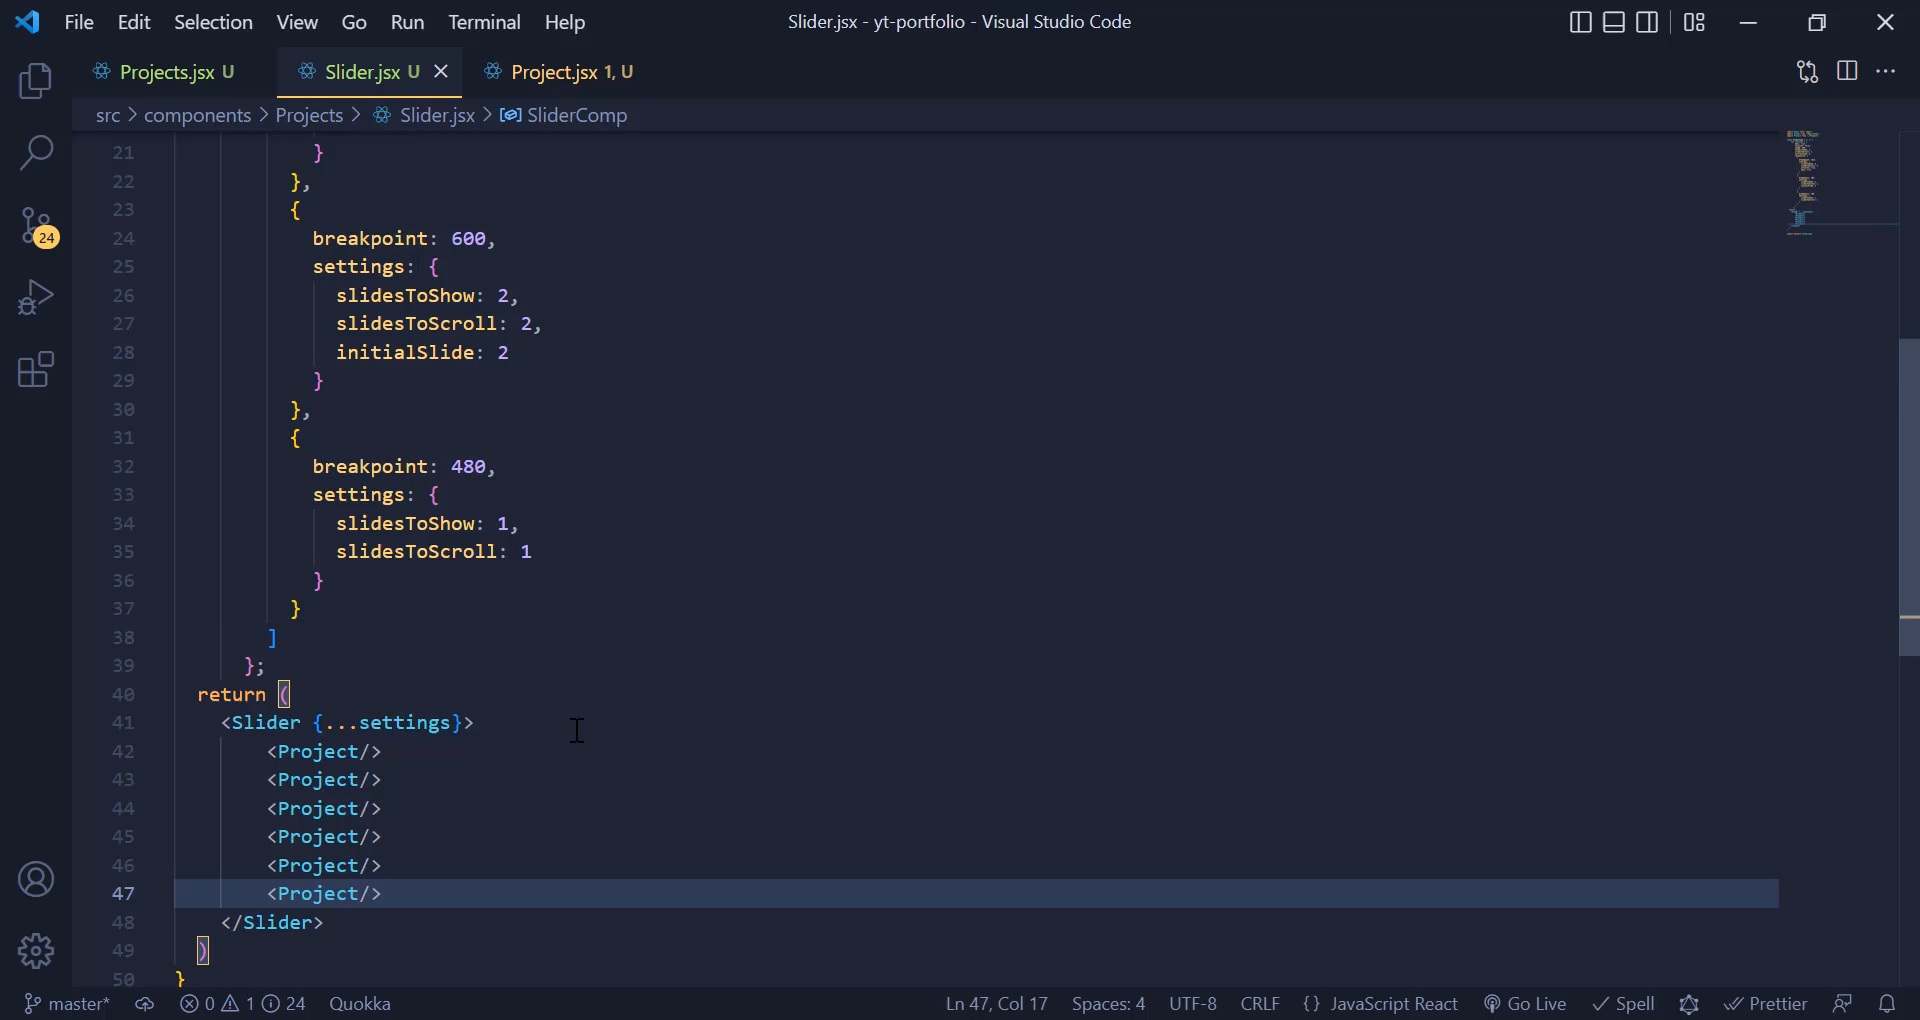 File Edit Selection View Go Run Terminal Help Slider.jsx - yt-portfolio - Visual Studio Code
Projects.jsx U Slider.jsx U Project.jsx 1, U
src > components > Projects > Slider.jsx > SliderComp
21 }
22 },
23 {
24 breakpoint: 600,
25 settings: {
26 slidesToShow: 2,
27 slidesToScroll: 2,
28 initialSlide: 2
29 }
30 },
31 {
32 breakpoint: 480,
33 settings: {
34 slidesToShow: 1,
35 slidesToScroll: 1
36 }
37 }
38 ]
39 };
40 return (
41 <Slider {...settings}>
42 <Project/>
43 <Project/>
44 <Project/>
45 <Project/>
46 <Project/>
47 <Project/>
48 </Slider>
49 )
50 }
24
master* 0 1 24 Quokka Ln 47, Col 17 Spaces: 4 UTF-8 CRLF {} JavaScript React Go Live Spell Prettier